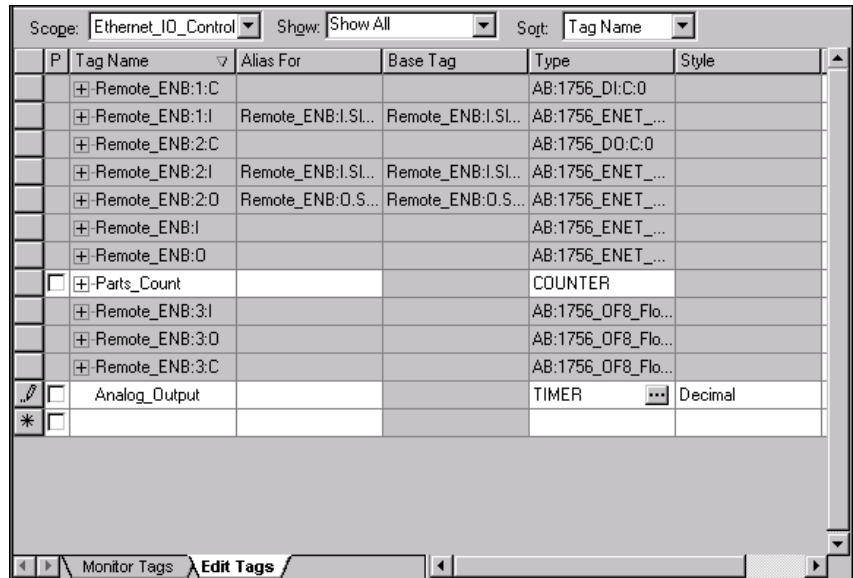 Scope: Ethernet_IO_Control Show: Show All Sort: Tag Name
P Tag Name Alias For Base Tag Type Style
Remote_ENB:1:C AB:1756_DI:C:0
Remote_ENB:1:I Remote_ENB:I.Sl... Remote_ENB:I.Sl... AB:1756_ENET_...
Remote_ENB:2:C AB:1756_DO:C:0
Remote_ENB:2:I Remote_ENB:I.Sl... Remote_ENB:I.Sl... AB:1756_ENET_...
Remote_ENB:2:O Remote_ENB:O.S... Remote_ENB:O.S... AB:1756_ENET_...
Remote_ENB:I AB:1756_ENET_...
Remote_ENB:O AB:1756_ENET_...
Parts_Count COUNTER
Remote_ENB:3:I AB:1756_OF8_Flo...
Remote_ENB:3:O AB:1756_OF8_Flo...
Remote_ENB:3:C AB:1756_OF8_Flo...
Analog_Output TIMER ... Decimal
Monitor Tags Edit Tags